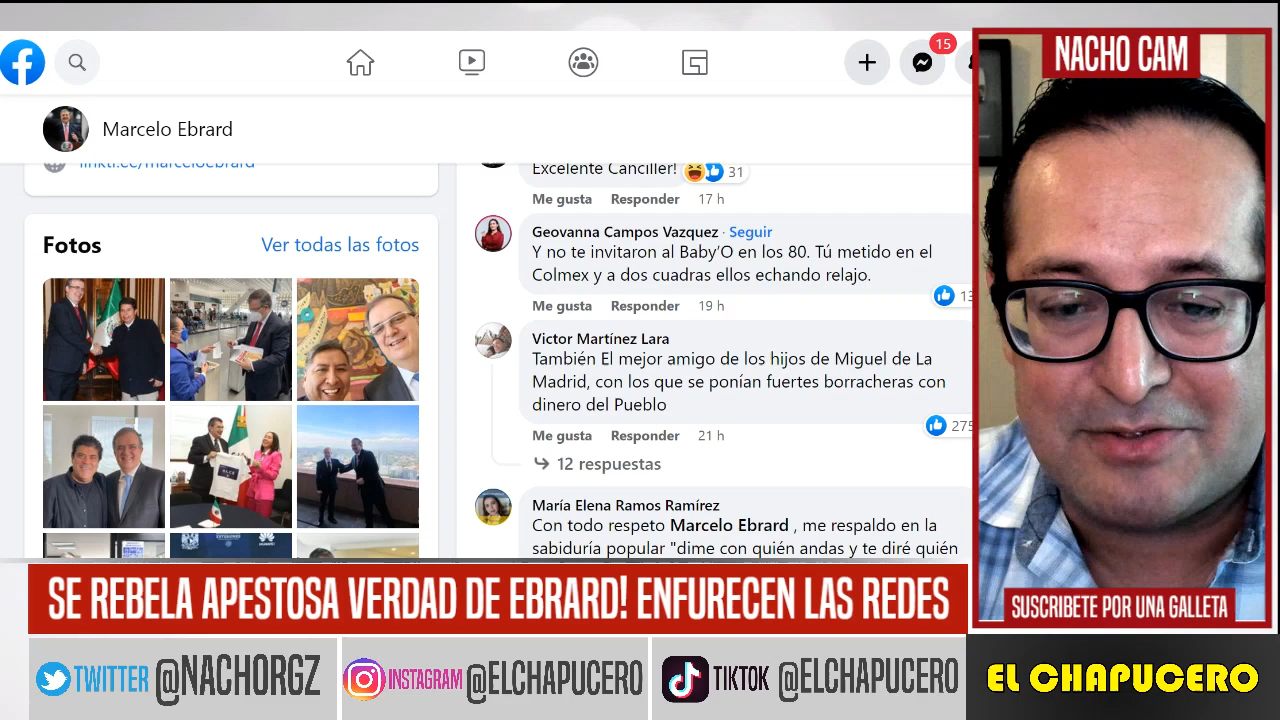 15
Marcelo Ebrard
linktr.ee/marceloebrard
Fotos
Ver todas las fotos
Excelente Canciller!
31
Me gusta Responder 17 h
Geovanna Campos Vazquez · Seguir
Y no te invitaron al Baby'O en los 80. Tú metido en el
Colmex y a dos cuadras ellos echando relajo.
Me gusta Responder 19 h
13
Victor Martínez Lara
También El mejor amigo de los hijos de Miguel de La
Madrid, con los que se ponían fuertes borracheras con
dinero del Pueblo
Me gusta Responder 21 h
275
12 respuestas
María Elena Ramos Ramírez
Con todo respeto Marcelo Ebrard , me respaldo en la
sabiduría popular "dime con quién andas y te diré quién
NACHO CAM
SUSCRIBETE POR UNA GALLETA
SE REBELA APESTOSA VERDAD DE EBRARD! ENFURECEN LAS REDES
TWITTER @NACHORGZ
INSTAGRAM @ELCHAPUCERO
TIKTOK @ELCHAPUCERO
EL CHAPUCERO